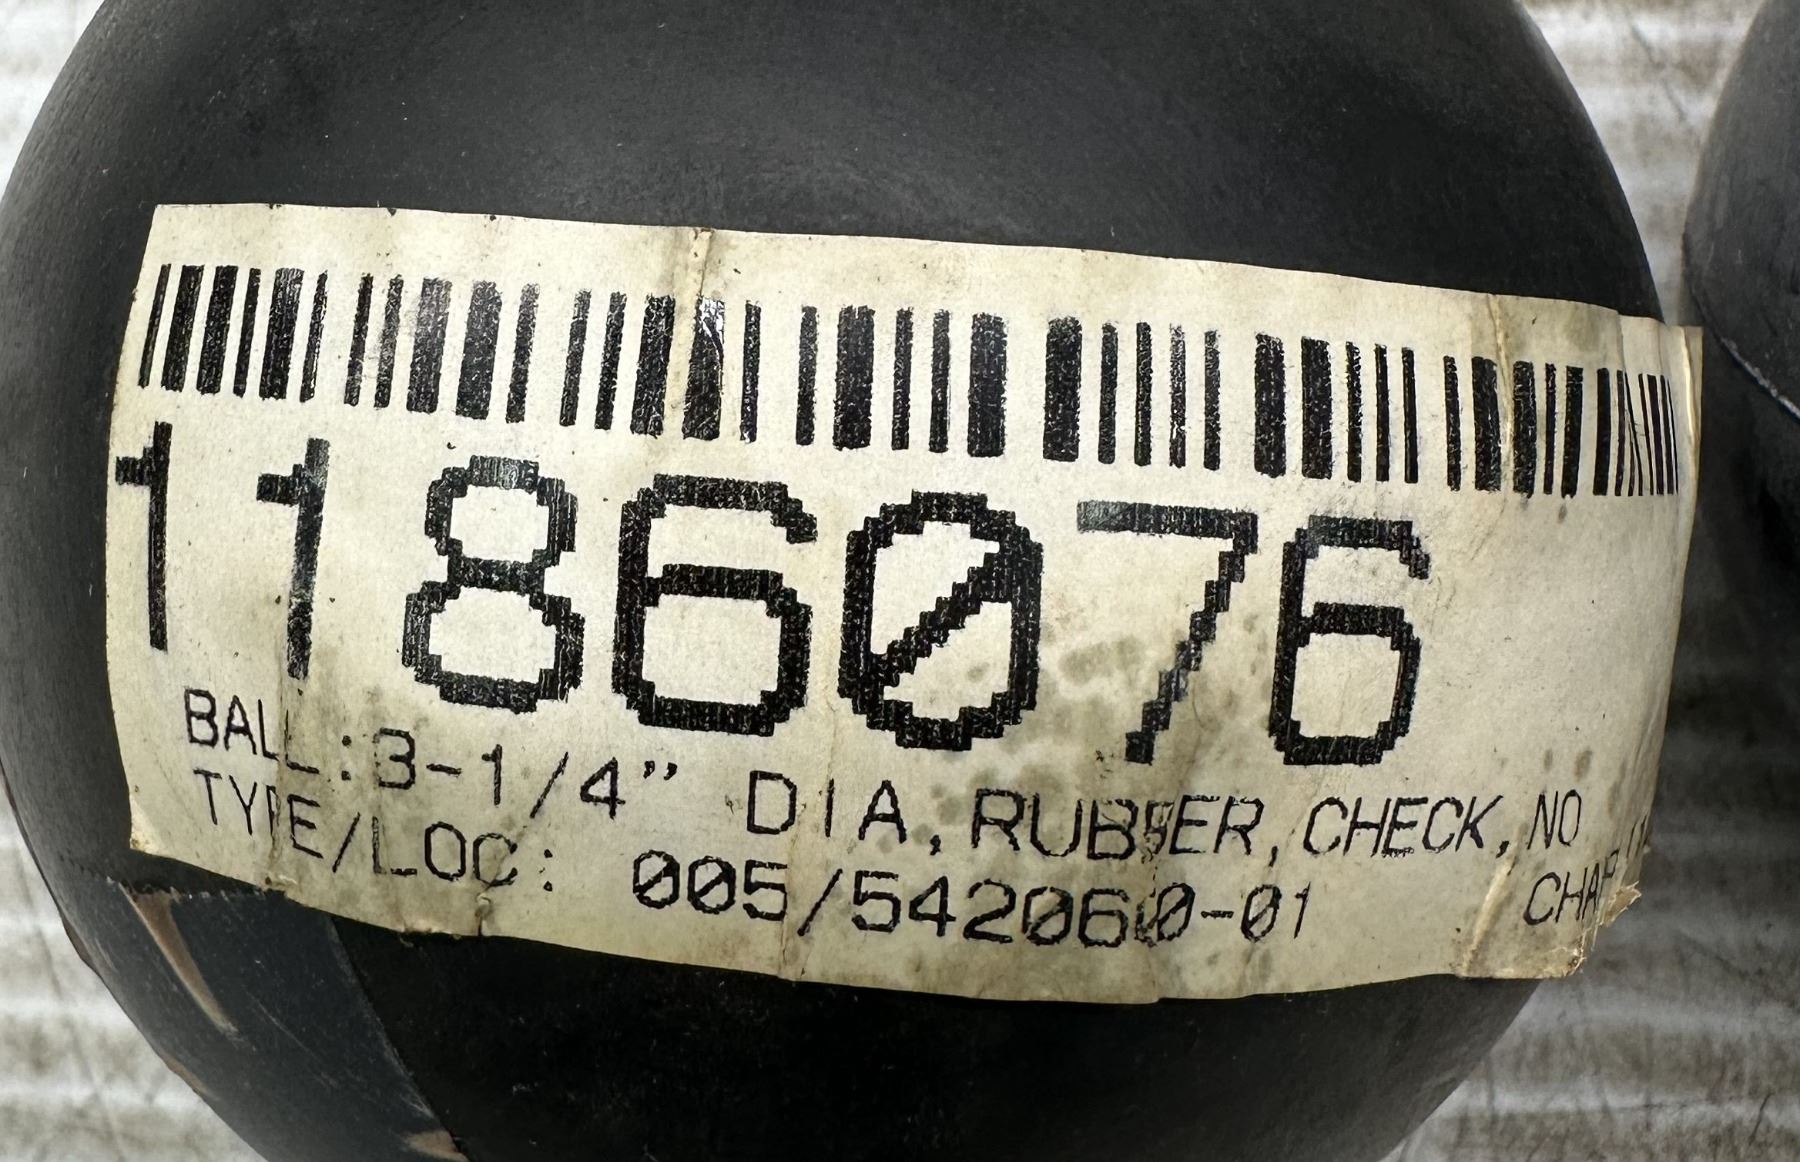 1186076
BALL:3-1/4" DIA, RUBBER, CHECK, NO
TYPE/LOC: 005/542060-01